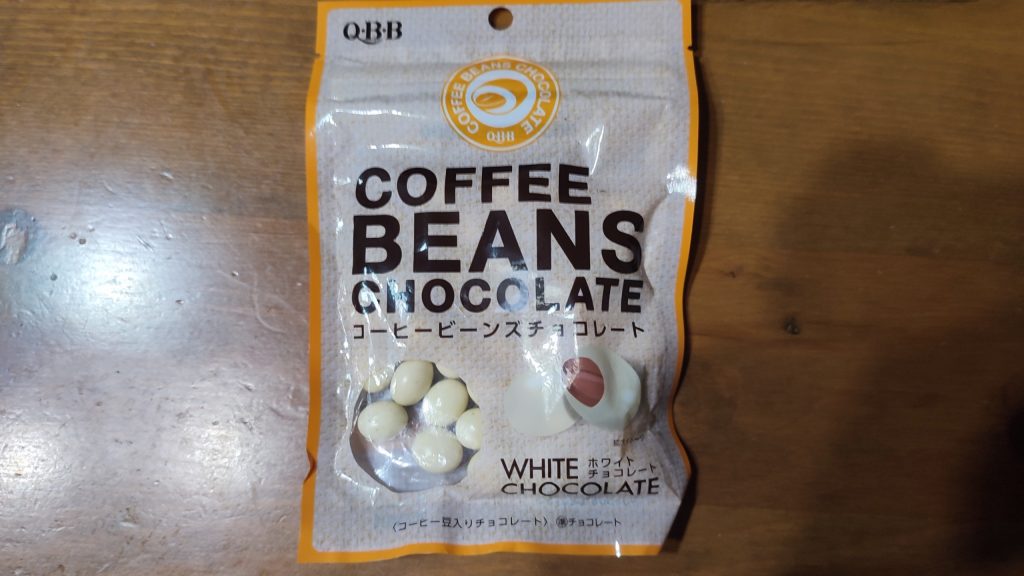 Q·B·B
COFFEE BEANS CHOCOLATE
COFFEE
BEANS
CHOCOLATE
コーヒービーンズチョコレート
WHITE ホワイト
チョコレート
CHOCOLATE
〈コーヒー豆入りチョコレート〉 チョコレート